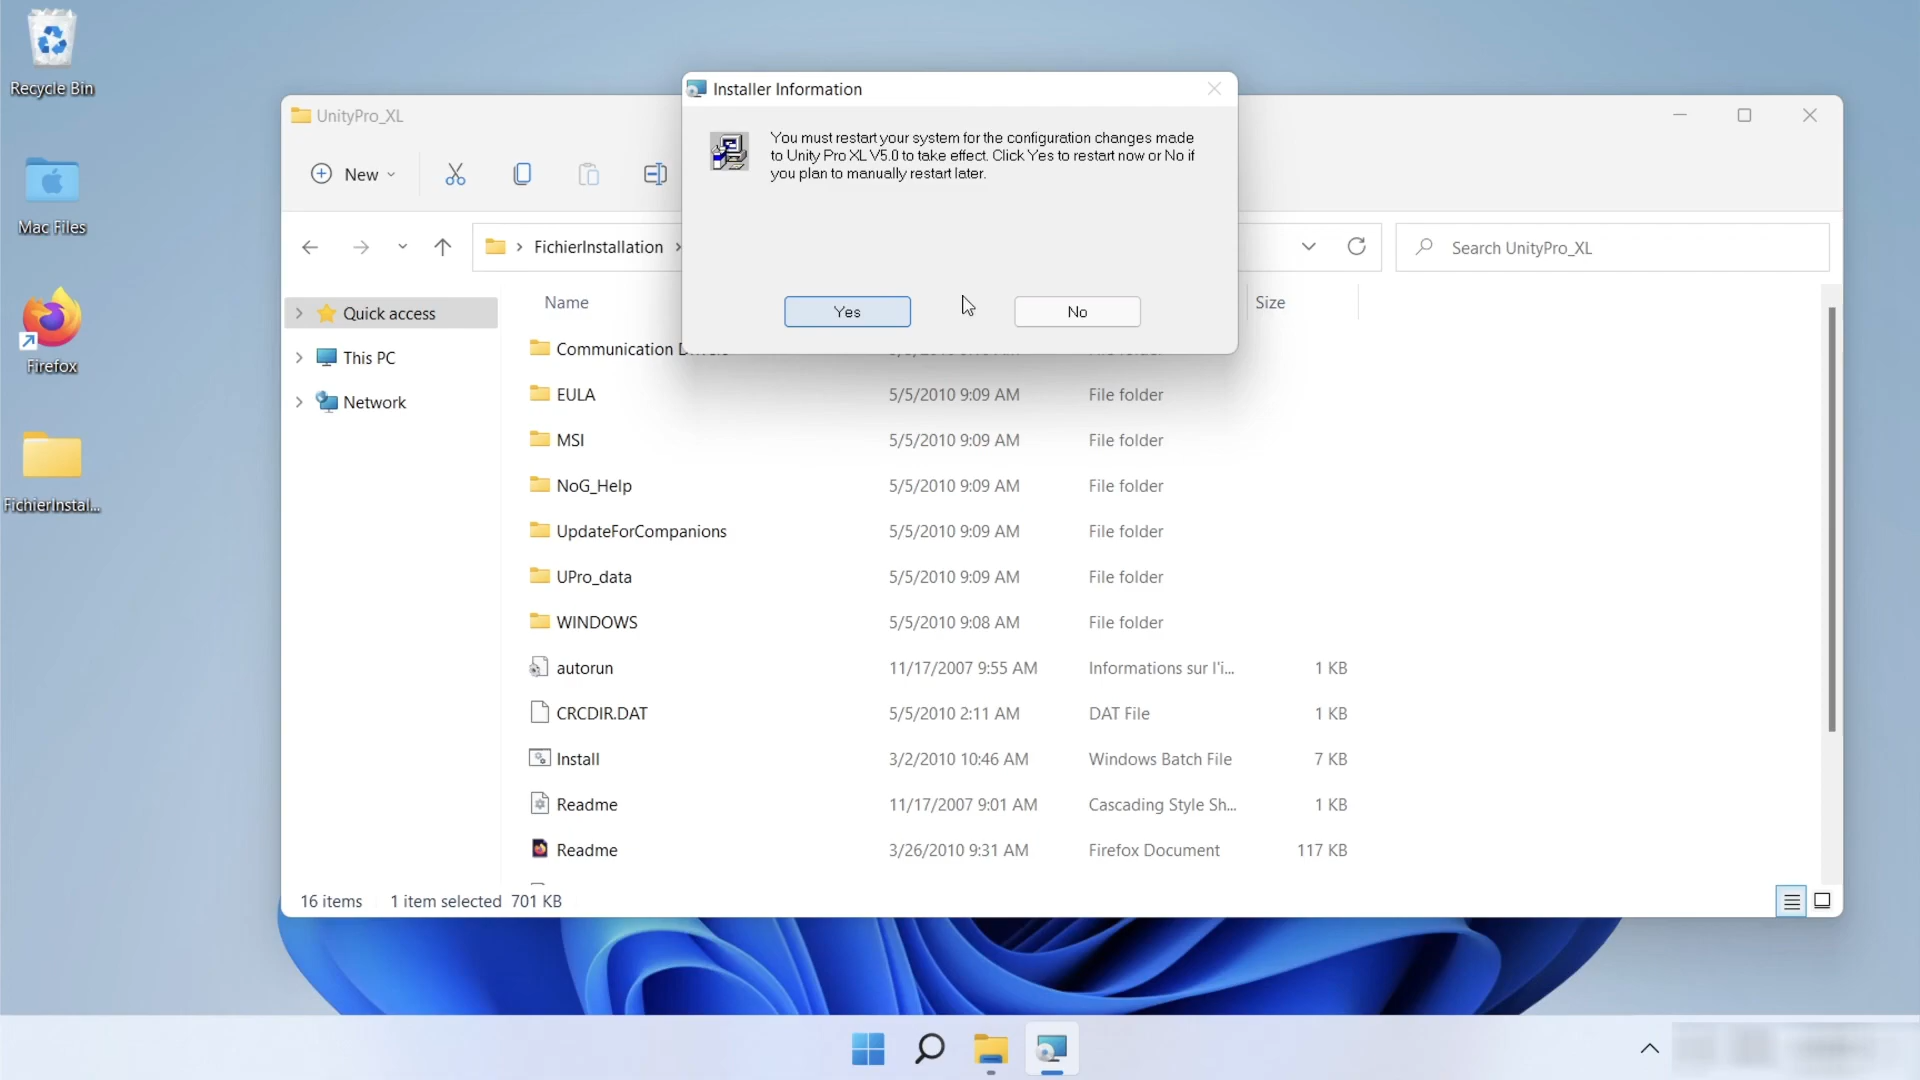 Recycle Bin
Mac Files
Firefox
FichierInstal...
UnityPro_XL
New
FichierInstallation
Search UnityPro_XL
Installer Information
You must restart your system for the configuration changes made
to Unity Pro XL V5.0 to take effect. Click Yes to restart now or No if
you plan to manually restart later.
Yes
No
Quick access
This PC
Network
Name
Size
Communication
EULA 5/5/2010 9:09 AM File folder
MSI 5/5/2010 9:09 AM File folder
NoG_Help 5/5/2010 9:09 AM File folder
UpdateForCompanions 5/5/2010 9:09 AM File folder
UPro_data 5/5/2010 9:09 AM File folder
WINDOWS 5/5/2010 9:08 AM File folder
autorun 11/17/2007 9:55 AM Informations sur l'i... 1 KB
CRCDIR.DAT 5/5/2010 2:11 AM DAT File 1 KB
Install 3/2/2010 10:46 AM Windows Batch File 7 KB
Readme 11/17/2007 9:01 AM Cascading Style Sh... 1 KB
Readme 3/26/2010 9:31 AM Firefox Document 117 KB
16 items 1 item selected 701 KB